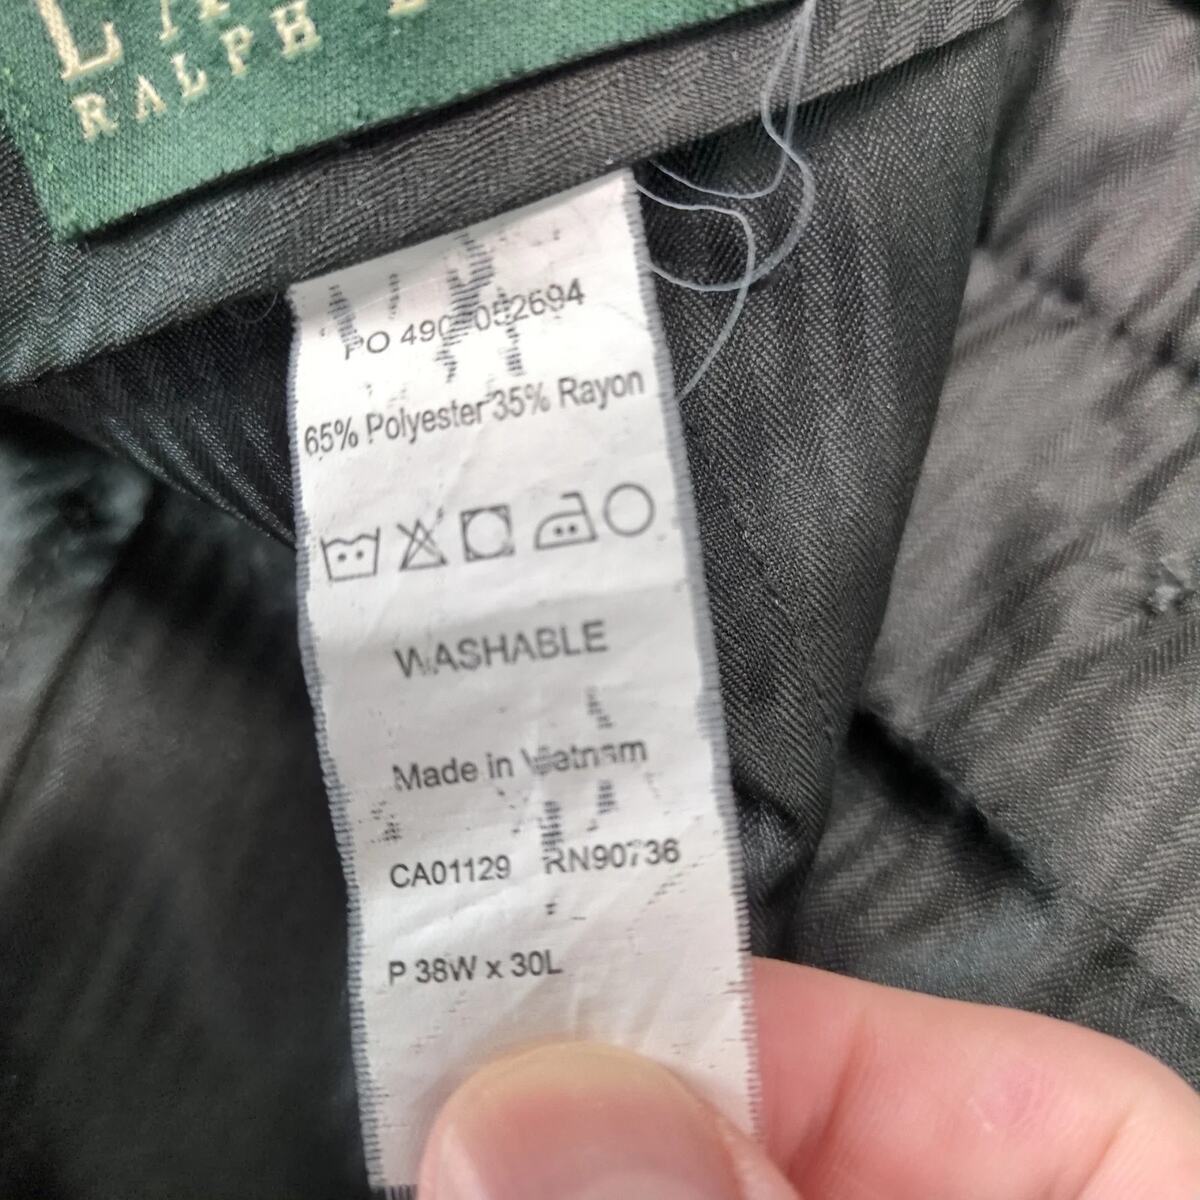 RALPH
PO 490 052694
65% Polyester 35% Rayon
WASHABLE
Made in Vietnam
CA01129 RN90736
P 38W x 30L